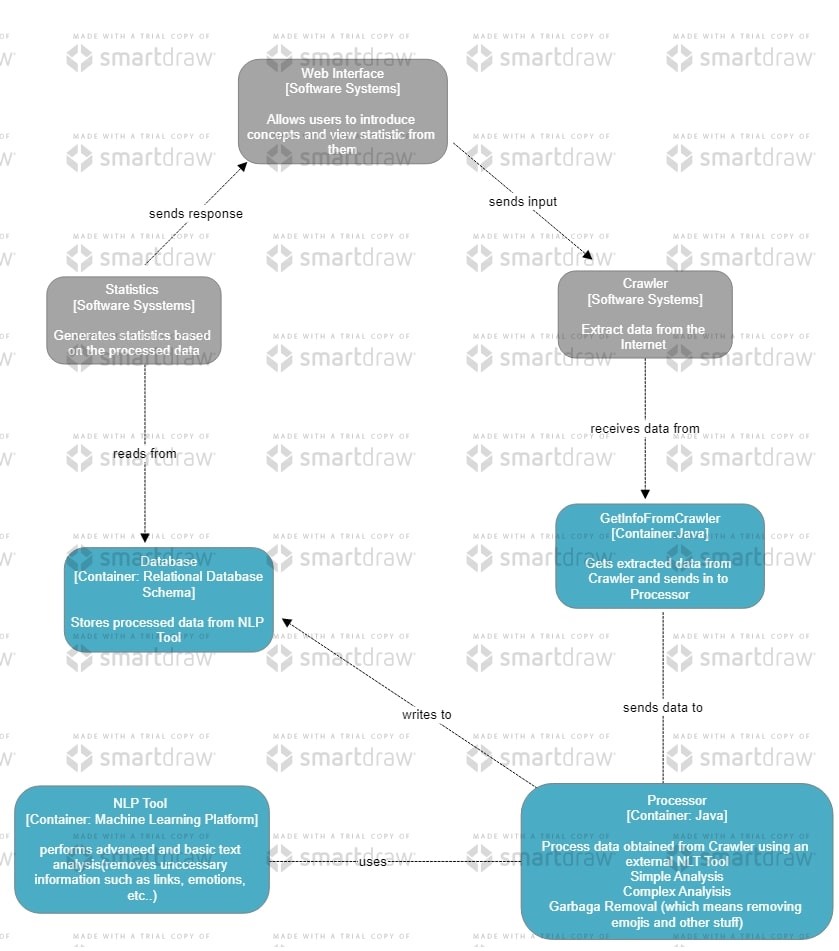 Web Interface
[Software Systems]
Allows users to introduce
concepts and view statistic from
them
sends response
sends input
Statistics
[Software Sysstems]
Generates statistics based
on the processed data
Crawler
[Software Systems]
Extract data from the
Internet
reads from
receives data from
GetInfoFromCrawler
[Container:Java]
Gets extracted data from
Crawler and sends in to
Processor
Database
[Container: Relational Database
Schema]
Stores processed data from NLP
Tool
writes to
sends data to
NLP Tool
[Container: Machine Learning Platform]
performs advaneed and basic text
analysis(removes uriccessary
information such as links, emotions,
etc..)
uses
Processor
[Container: Java]
Process data obtained from Crawler using an
external NLT Tool
Simple Analysis
Complex Analyisis
Garbaga Removal (which means removing
emojis and other stuff)
MADE WITH A TRIAL COPY OF
smartdraw